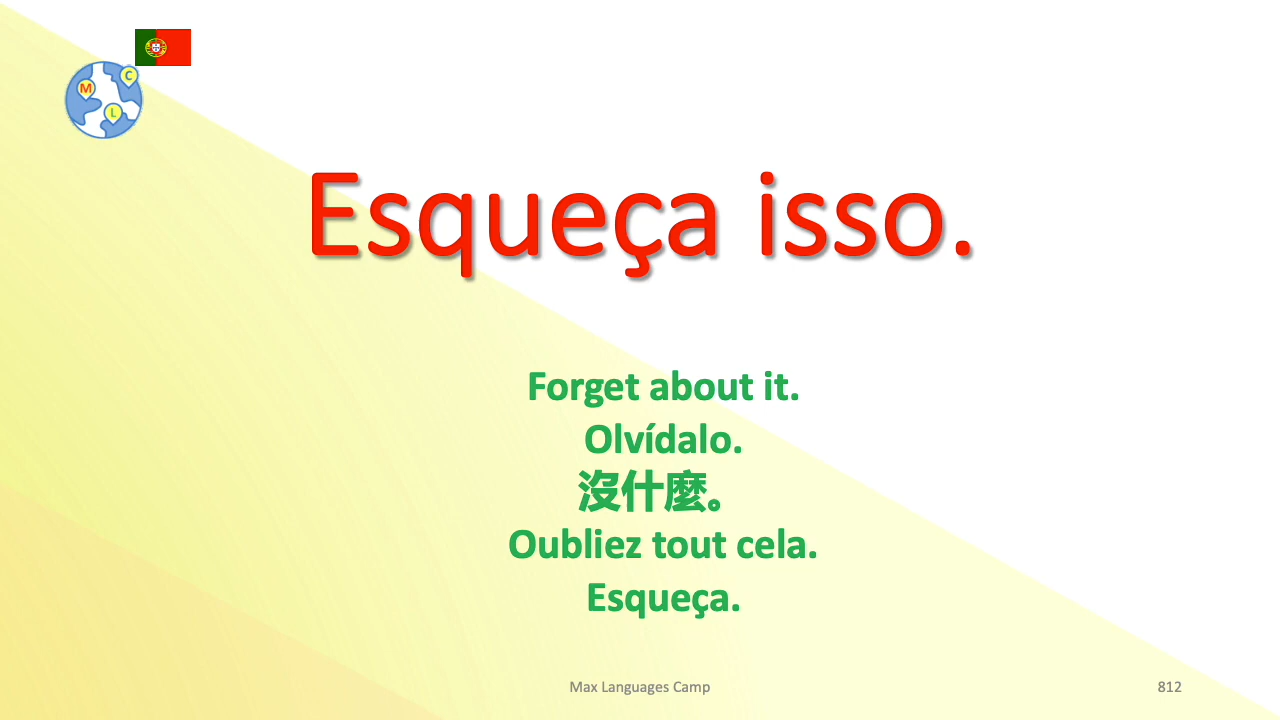 C
M
L
Esqueça isso.
Forget about it.
Olvídalo.
沒什麼。
Oubliez tout cela.
Esqueça.
Max Languages Camp
812